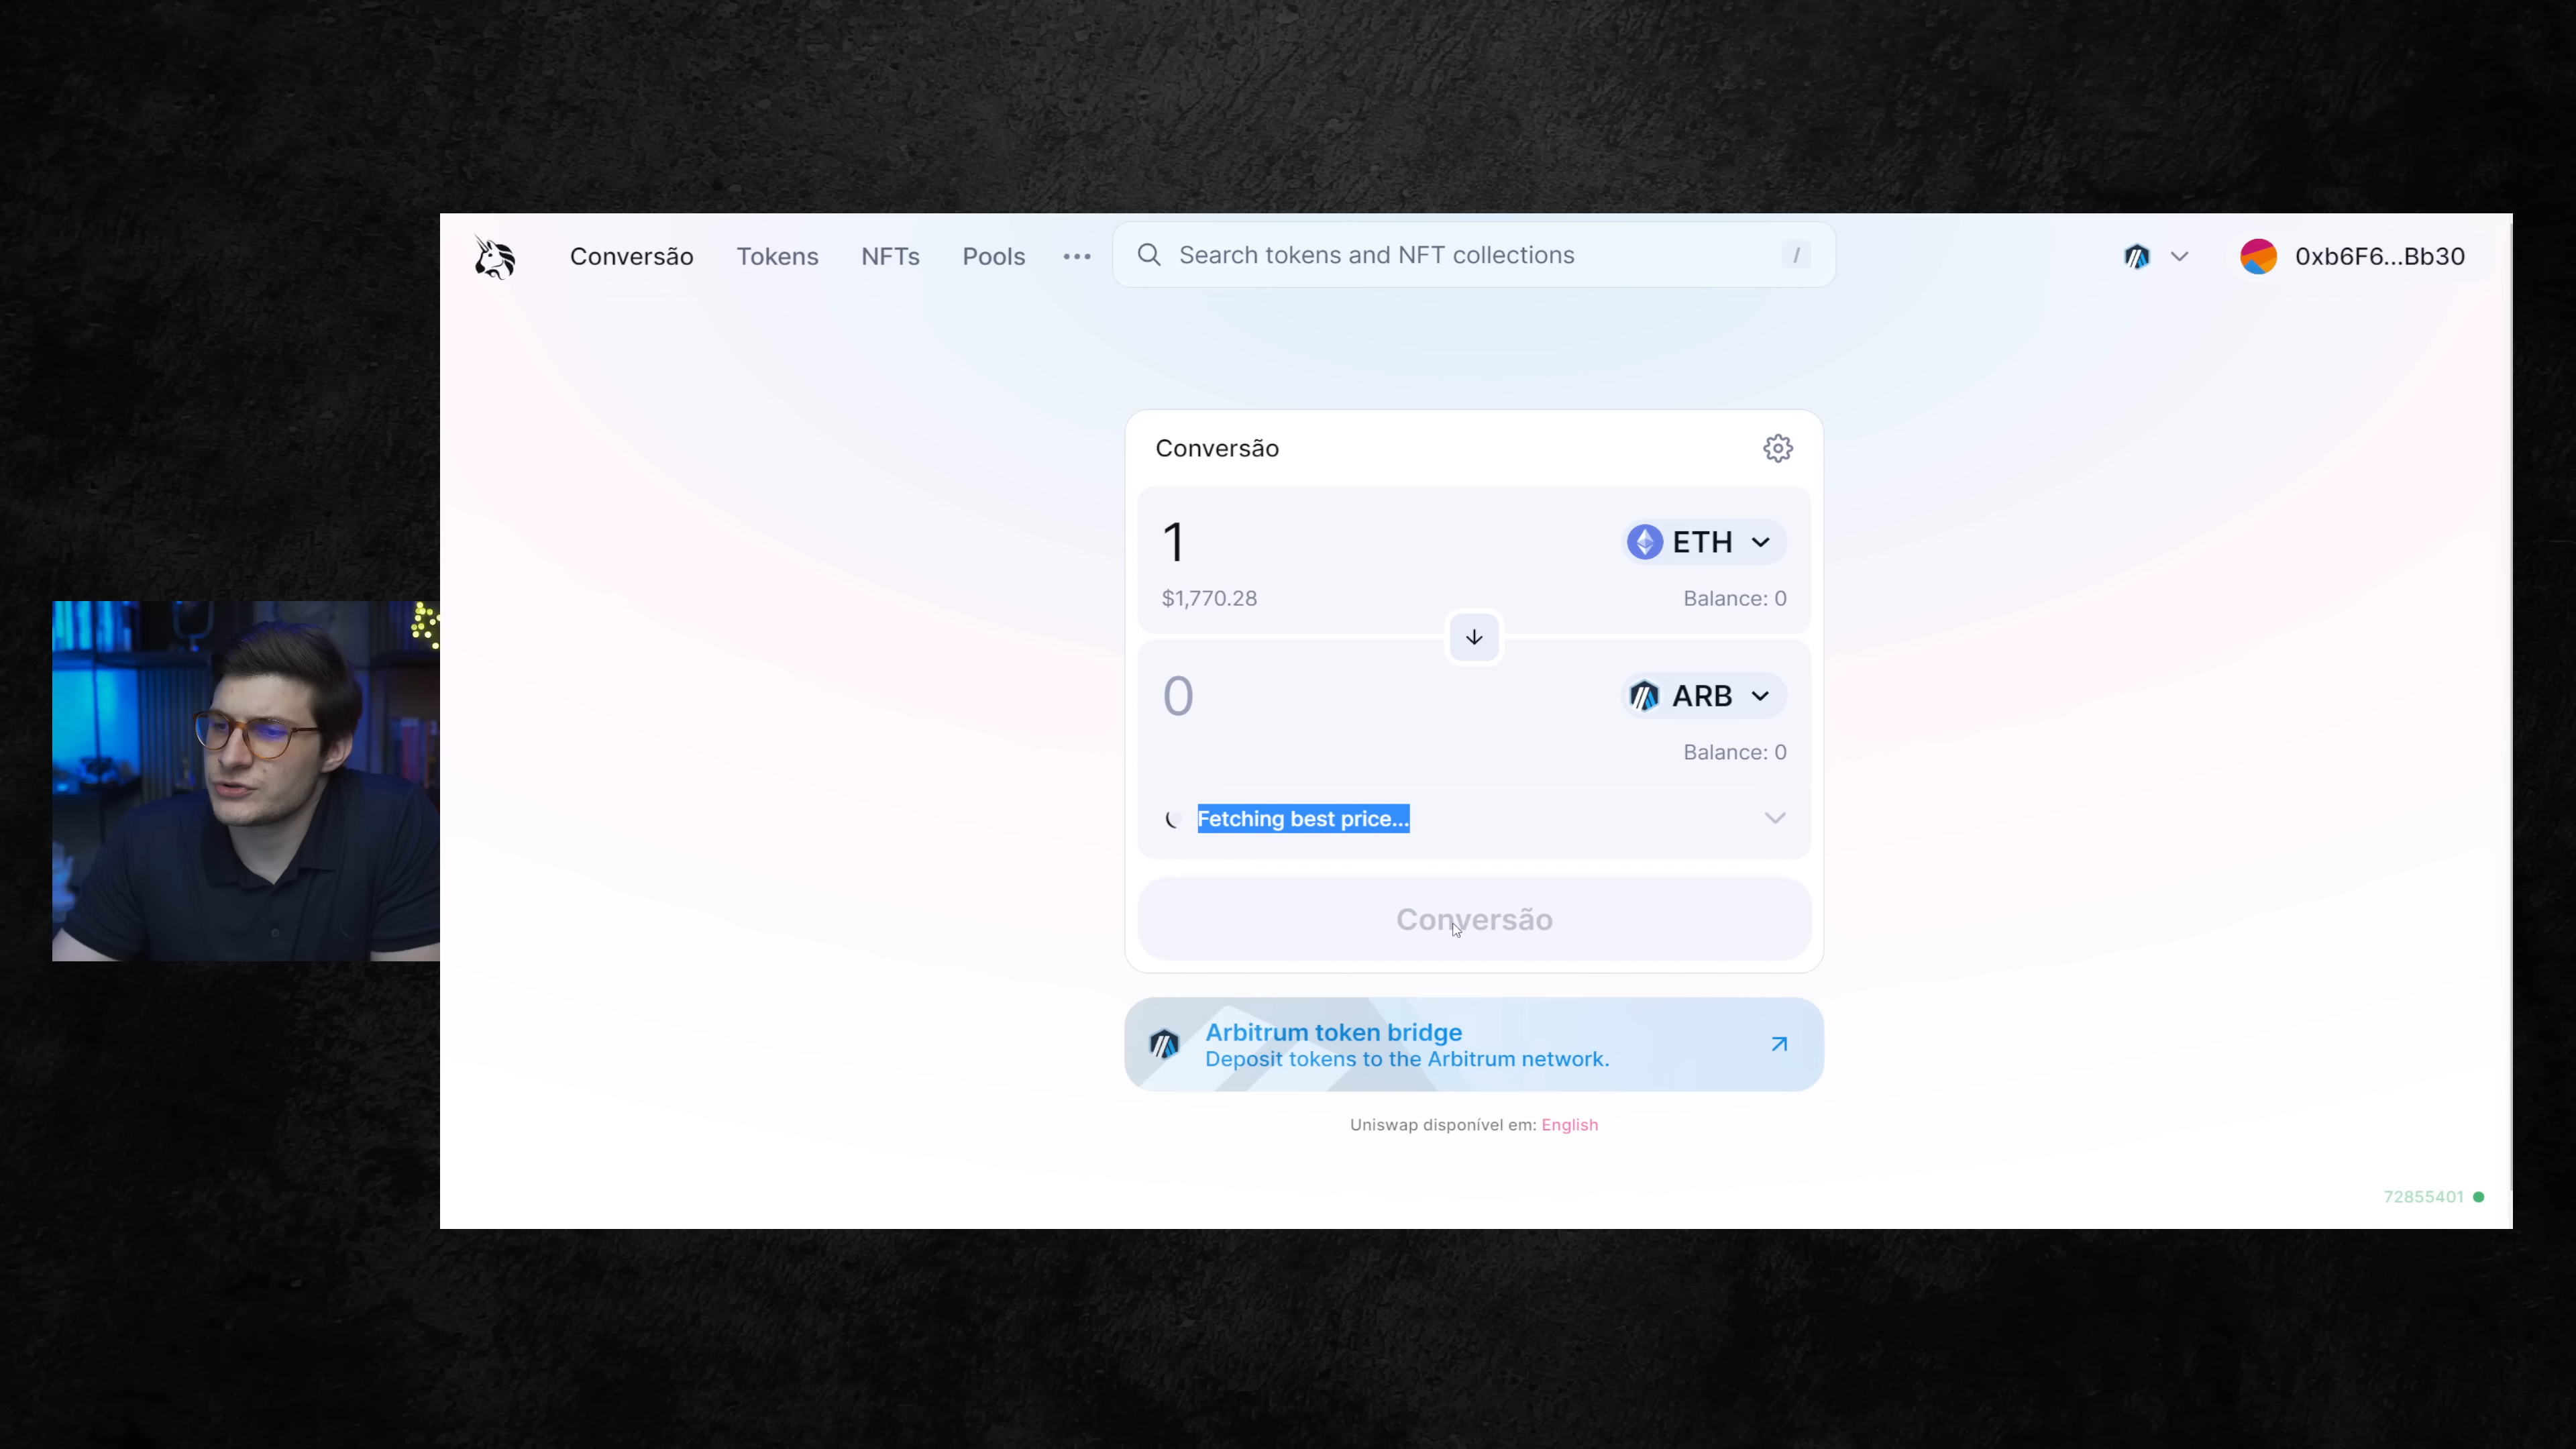 Conversão
Tokens
NFTs
Pools
Search tokens and NFT collections
/
0xb6F6...Bb30
Conversão
1
ETH
$1,770.28
Balance: 0
0
ARB
Balance: 0
Fetching best price...
Conversão
Arbitrum token bridge
Deposit tokens to the Arbitrum network.
Uniswap disponível em: English
72855401